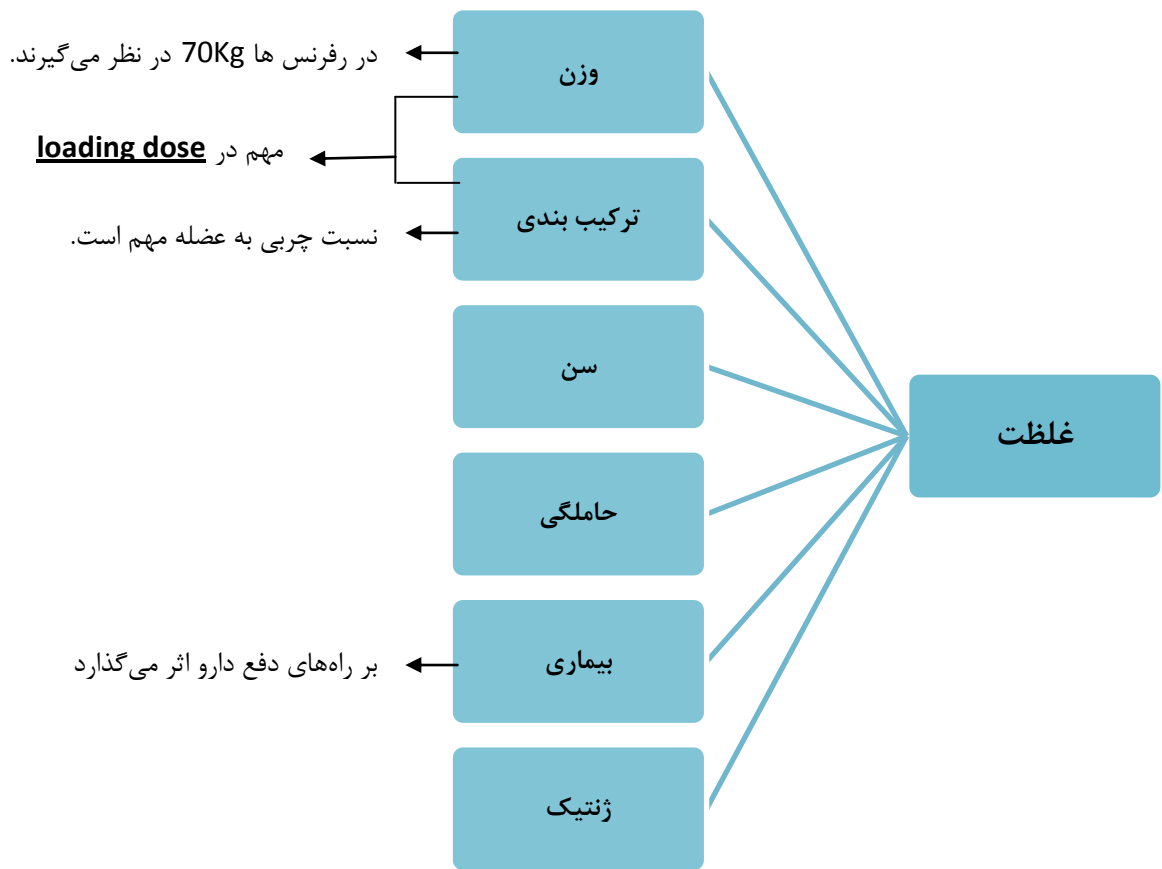 وزن
در رفرنس ها 70Kg در نظر می‌گیرند.
مهم در loading dose
ترکیب بندی
نسبت چربی به عضله مهم است.
سن
غلظت
حاملگی
بیماری
بر راه‌های دفع دارو اثر می‌گذارد
ژنتیک